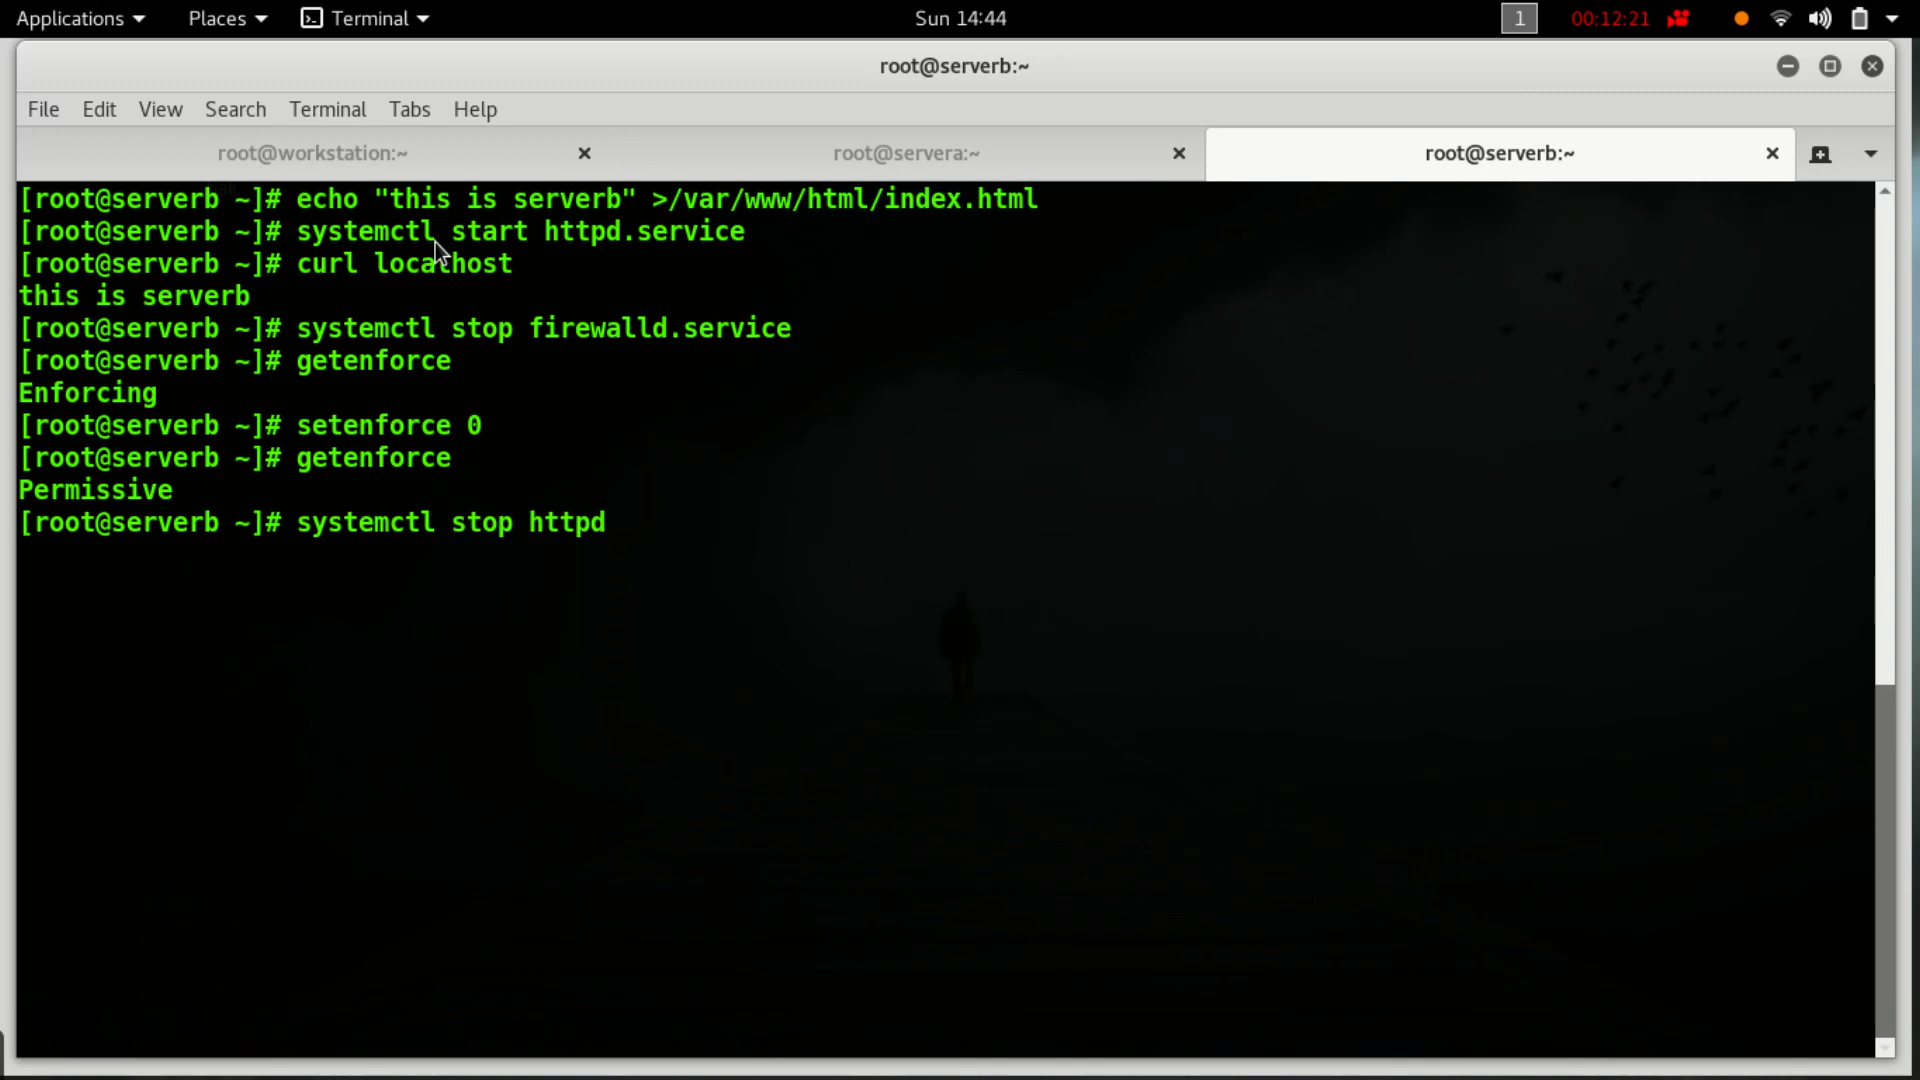 Applications Places Terminal Sun 14:44 1 00:12:21
root@serverb:~
File Edit View Search Terminal Tabs Help
root@workstation:~ root@servera:~ root@serverb:~
[root@serverb ~]# echo "this is serverb" >/var/www/html/index.html
[root@serverb ~]# systemctl start httpd.service
[root@serverb ~]# curl localhost
this is serverb
[root@serverb ~]# systemctl stop firewalld.service
[root@serverb ~]# getenforce
Enforcing
[root@serverb ~]# setenforce 0
[root@serverb ~]# getenforce
Permissive
[root@serverb ~]# systemctl stop httpd